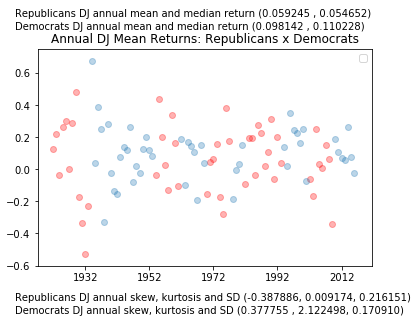 Republicans DJ annual mean and median return (0.059245 , 0.054652)
Democrats DJ annual mean and median return (0.098142 , 0.110228)
Annual DJ Mean Returns: Republicans x Democrats
0.6
0.4
0.2
0.0
−0.2
−0.4
−0.6
1932 1952 1972 1992 2012
Republicans DJ annual skew, kurtosis and SD (-0.387886, 0.009174, 0.216151)
Democrats DJ annual skew, kurtosis and SD (0.377755 , 2.122498, 0.170910)